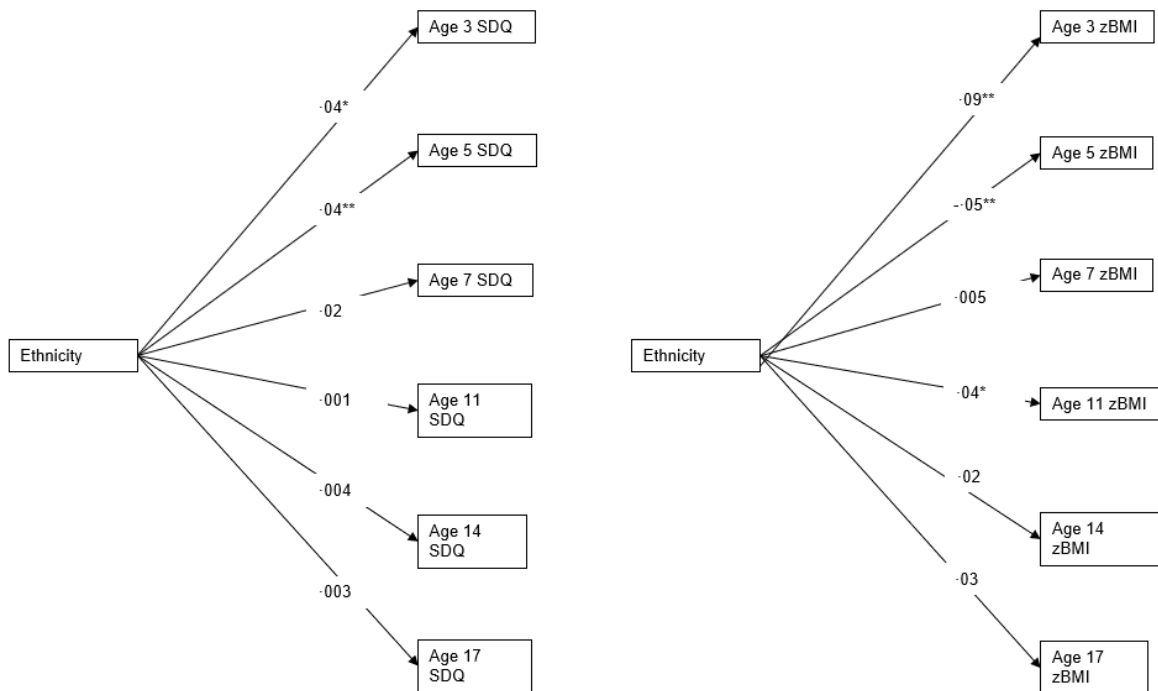 Age 3 SDQ
·04*
Age 5 SDQ
·04**
Age 7 SDQ
·02
Ethnicity
·001
Age 11
SDQ
·004
Age 14
SDQ
·003
Age 17
SDQ
Age 3 zBMI
·09**
Age 5 zBMI
-·05**
Age 7 zBMI
·005
Ethnicity
·04*
Age 11 zBMI
·02
Age 14
zBMI
·03
Age 17
zBMI